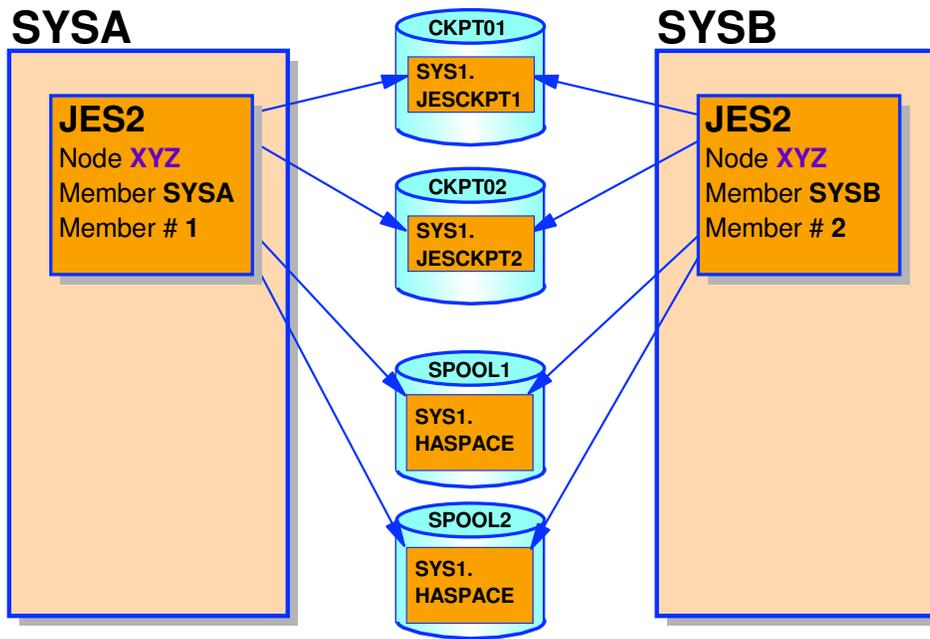 SYSA
JES2
Node XYZ
Member SYSA
Member # 1
CKPT01
SYS1.
JESCKPT1
CKPT02
SYS1.
JESCKPT2
SPOOL1
SYS1.
HASPACE
SPOOL2
SYS1.
HASPACE
SYSB
JES2
Node XYZ
Member SYSB
Member # 2